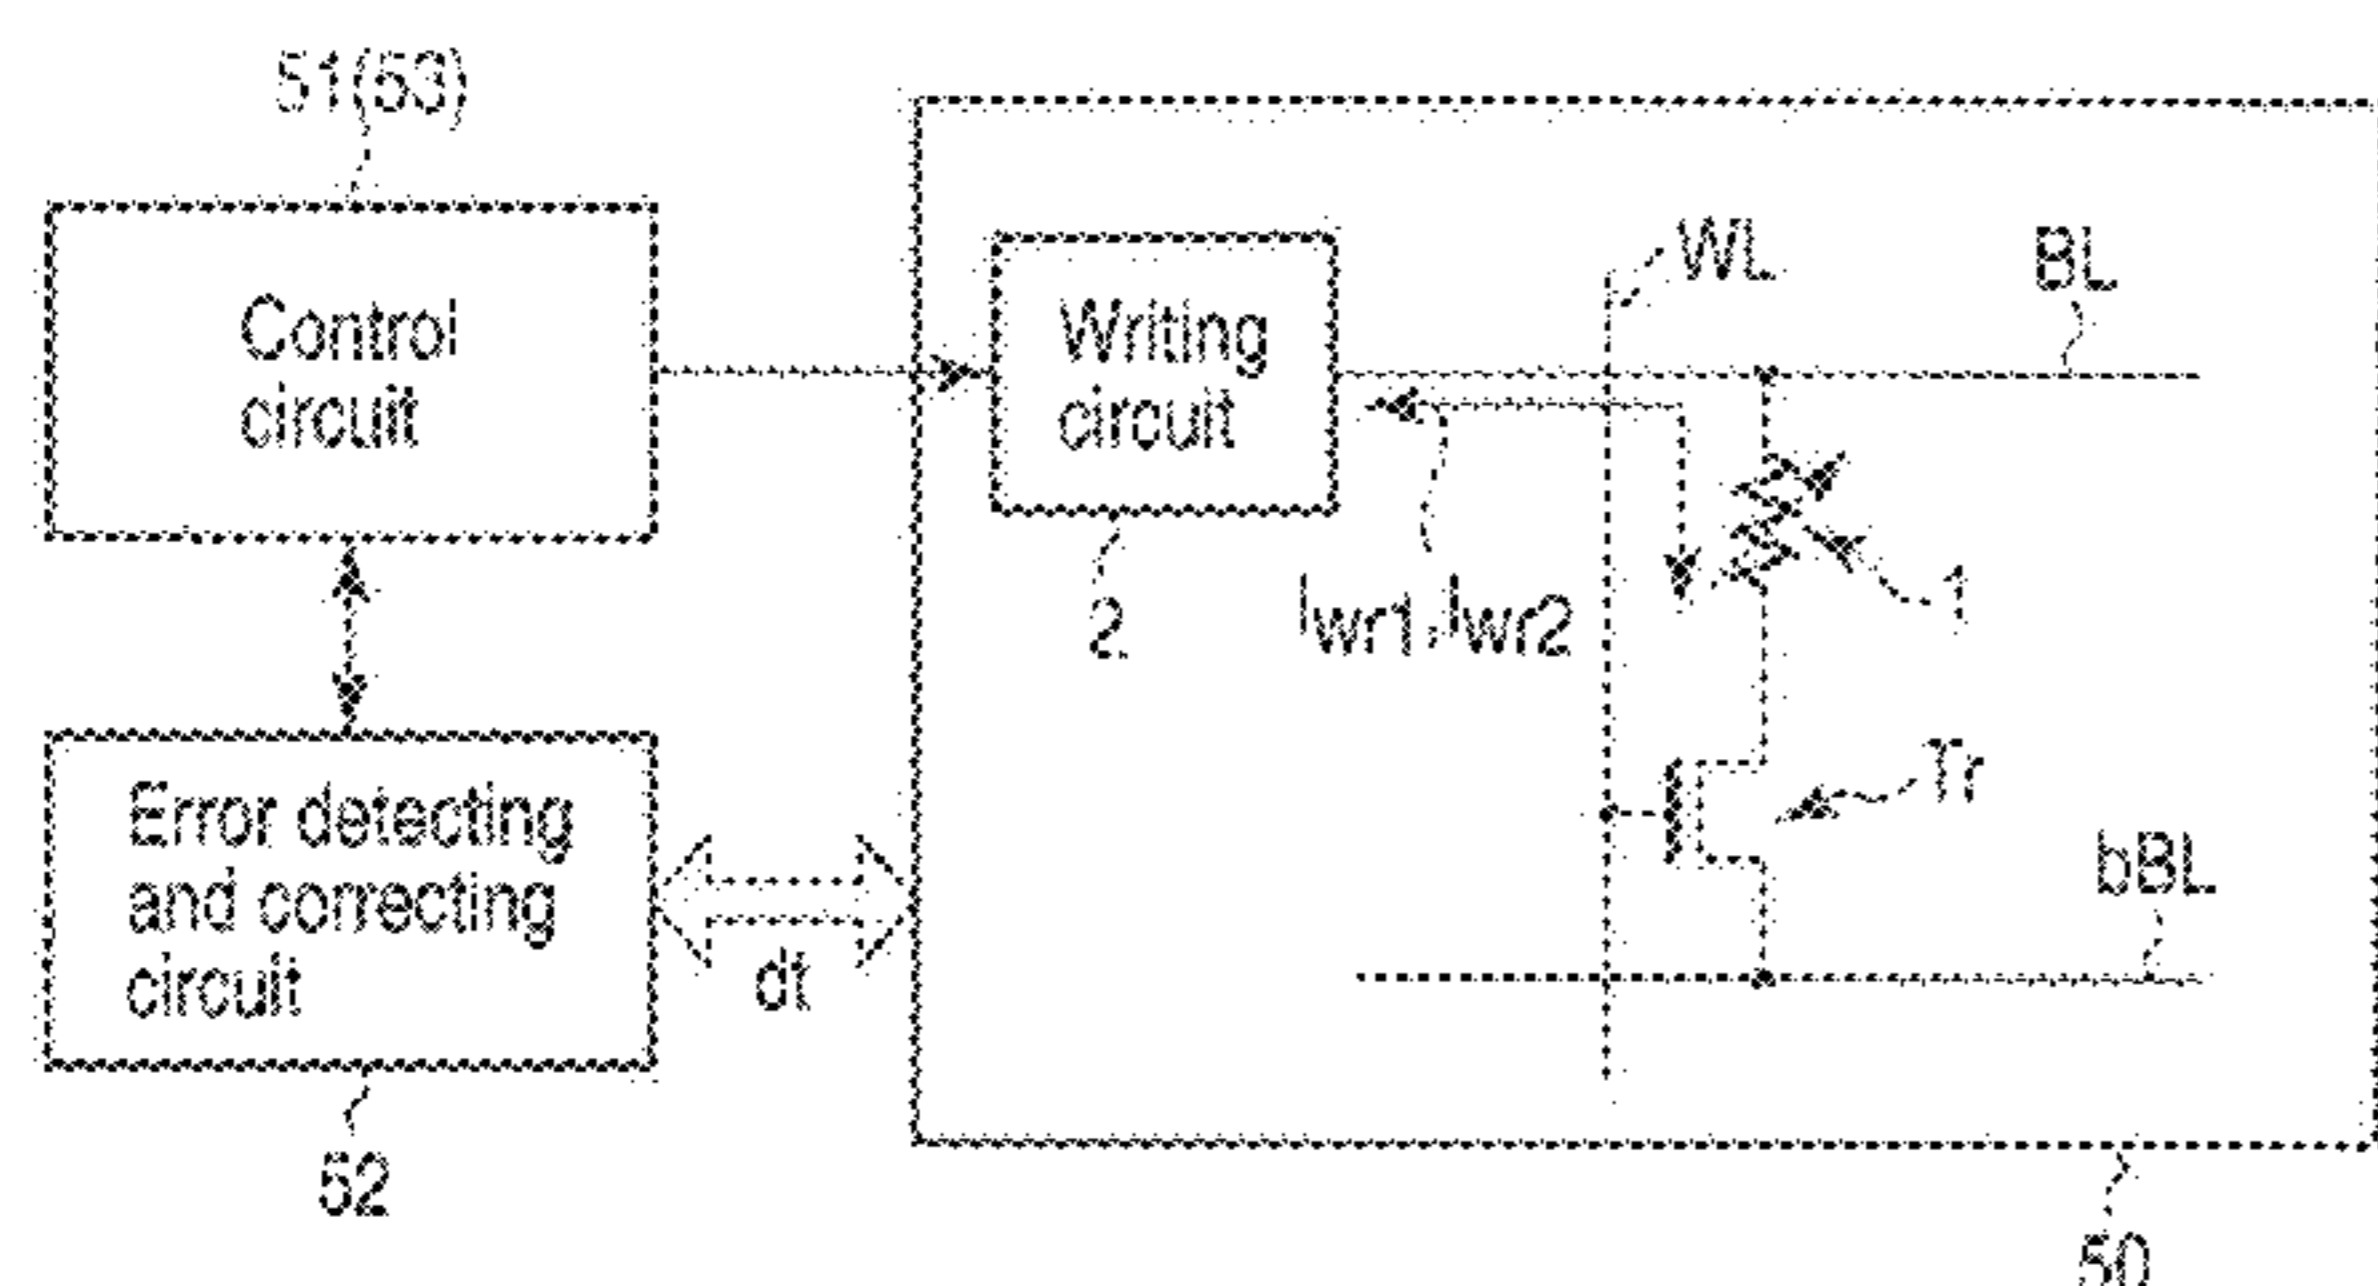 51(53)
Control
circuit
Writing
circuit
WL
BL
2
Iwr1,Iwr2
1
Error detecting
and correcting
circuit
dt
Tr
bBL
52
50